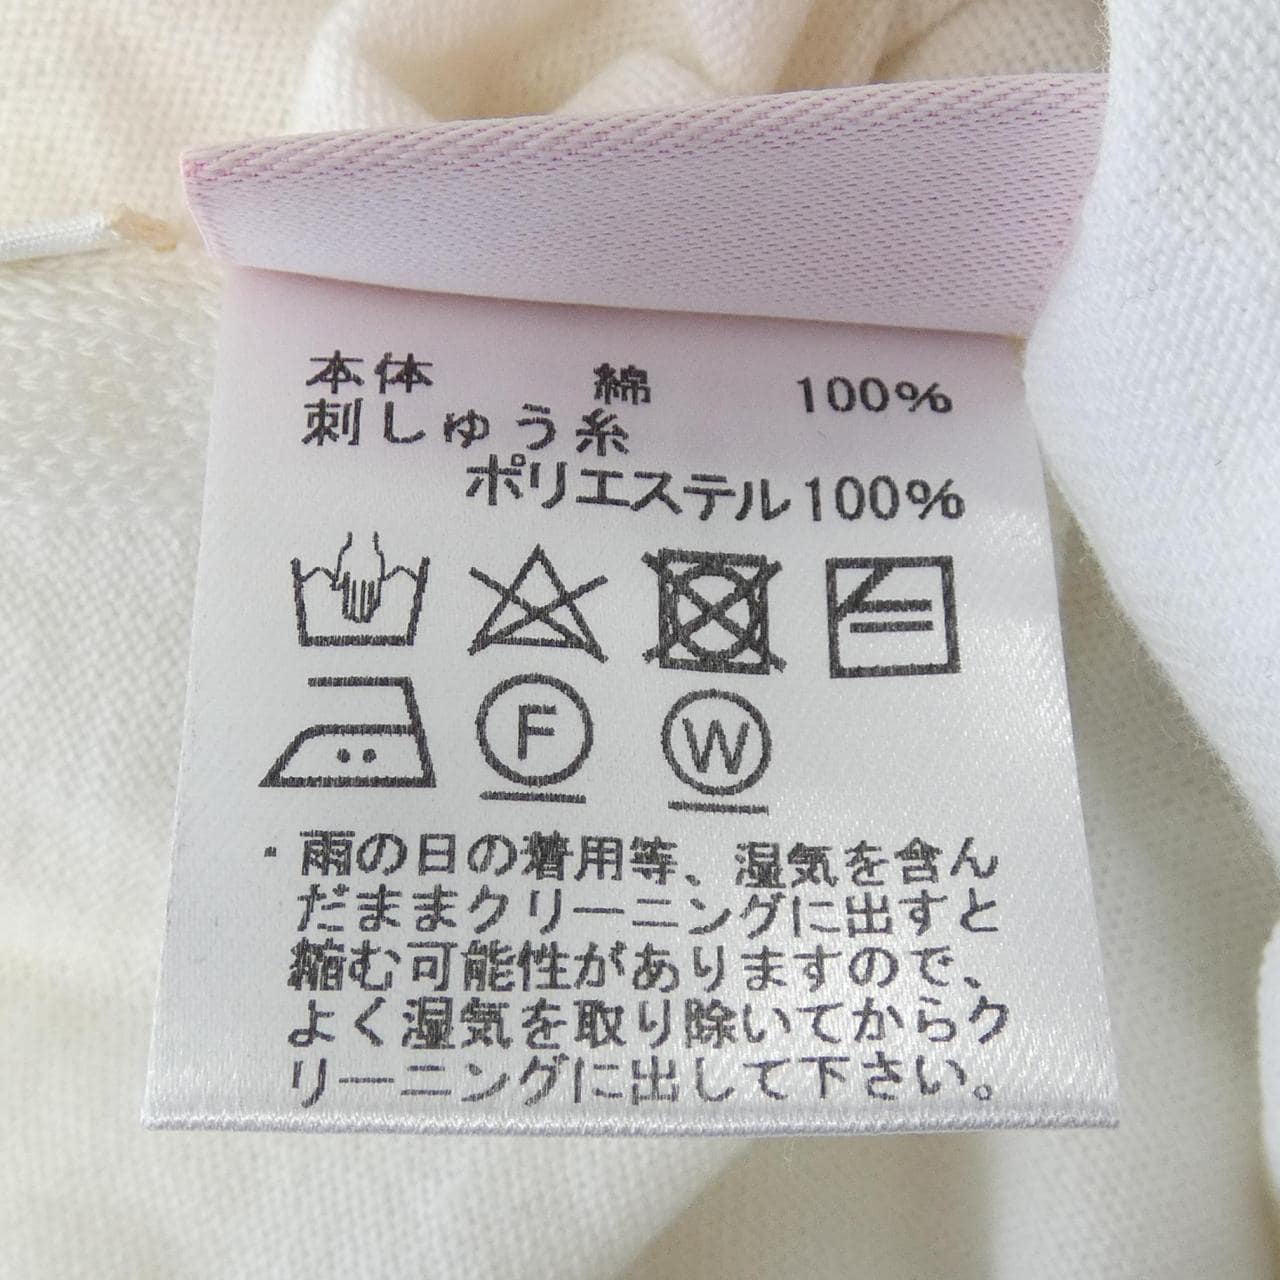 本体 綿 100%
刺しゅう糸
ポリエステル100%
F W
・雨の日の着用等、湿気を含ん
だままクリーニングに出すと
縮む可能性がありますので、
よく湿気を取り除いてからク
リーニングに出して下さい。